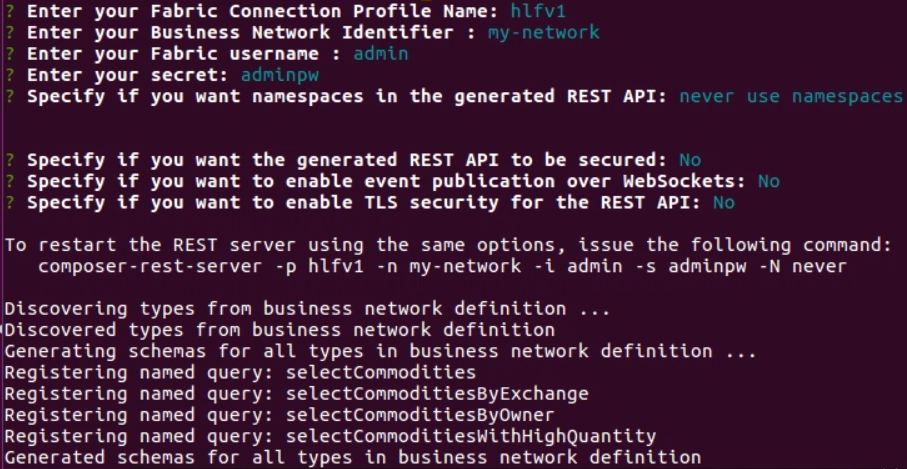 ? Enter your Fabric Connection Profile Name: hlfv1
? Enter your Business Network Identifier : my-network
? Enter your Fabric username : admin
? Enter your secret: adminpw
? Specify if you want namespaces in the generated REST API: never use namespaces
? Specify if you want the generated REST API to be secured: No
? Specify if you want to enable event publication over WebSockets: No
? Specify if you want to enable TLS security for the REST API: No
To restart the REST server using the same options, issue the following command:
composer-rest-server -p hlfv1 -n my-network -i admin -s adminpw -N never
Discovering types from business network definition ...
Discovered types from business network definition
Generating schemas for all types in business network definition ...
Registering named query: selectCommodities
Registering named query: selectCommoditiesByExchange
Registering named query: selectCommoditiesByOwner
Registering named query: selectCommoditiesWithHighQuantity
Generated schemas for all types in business network definition